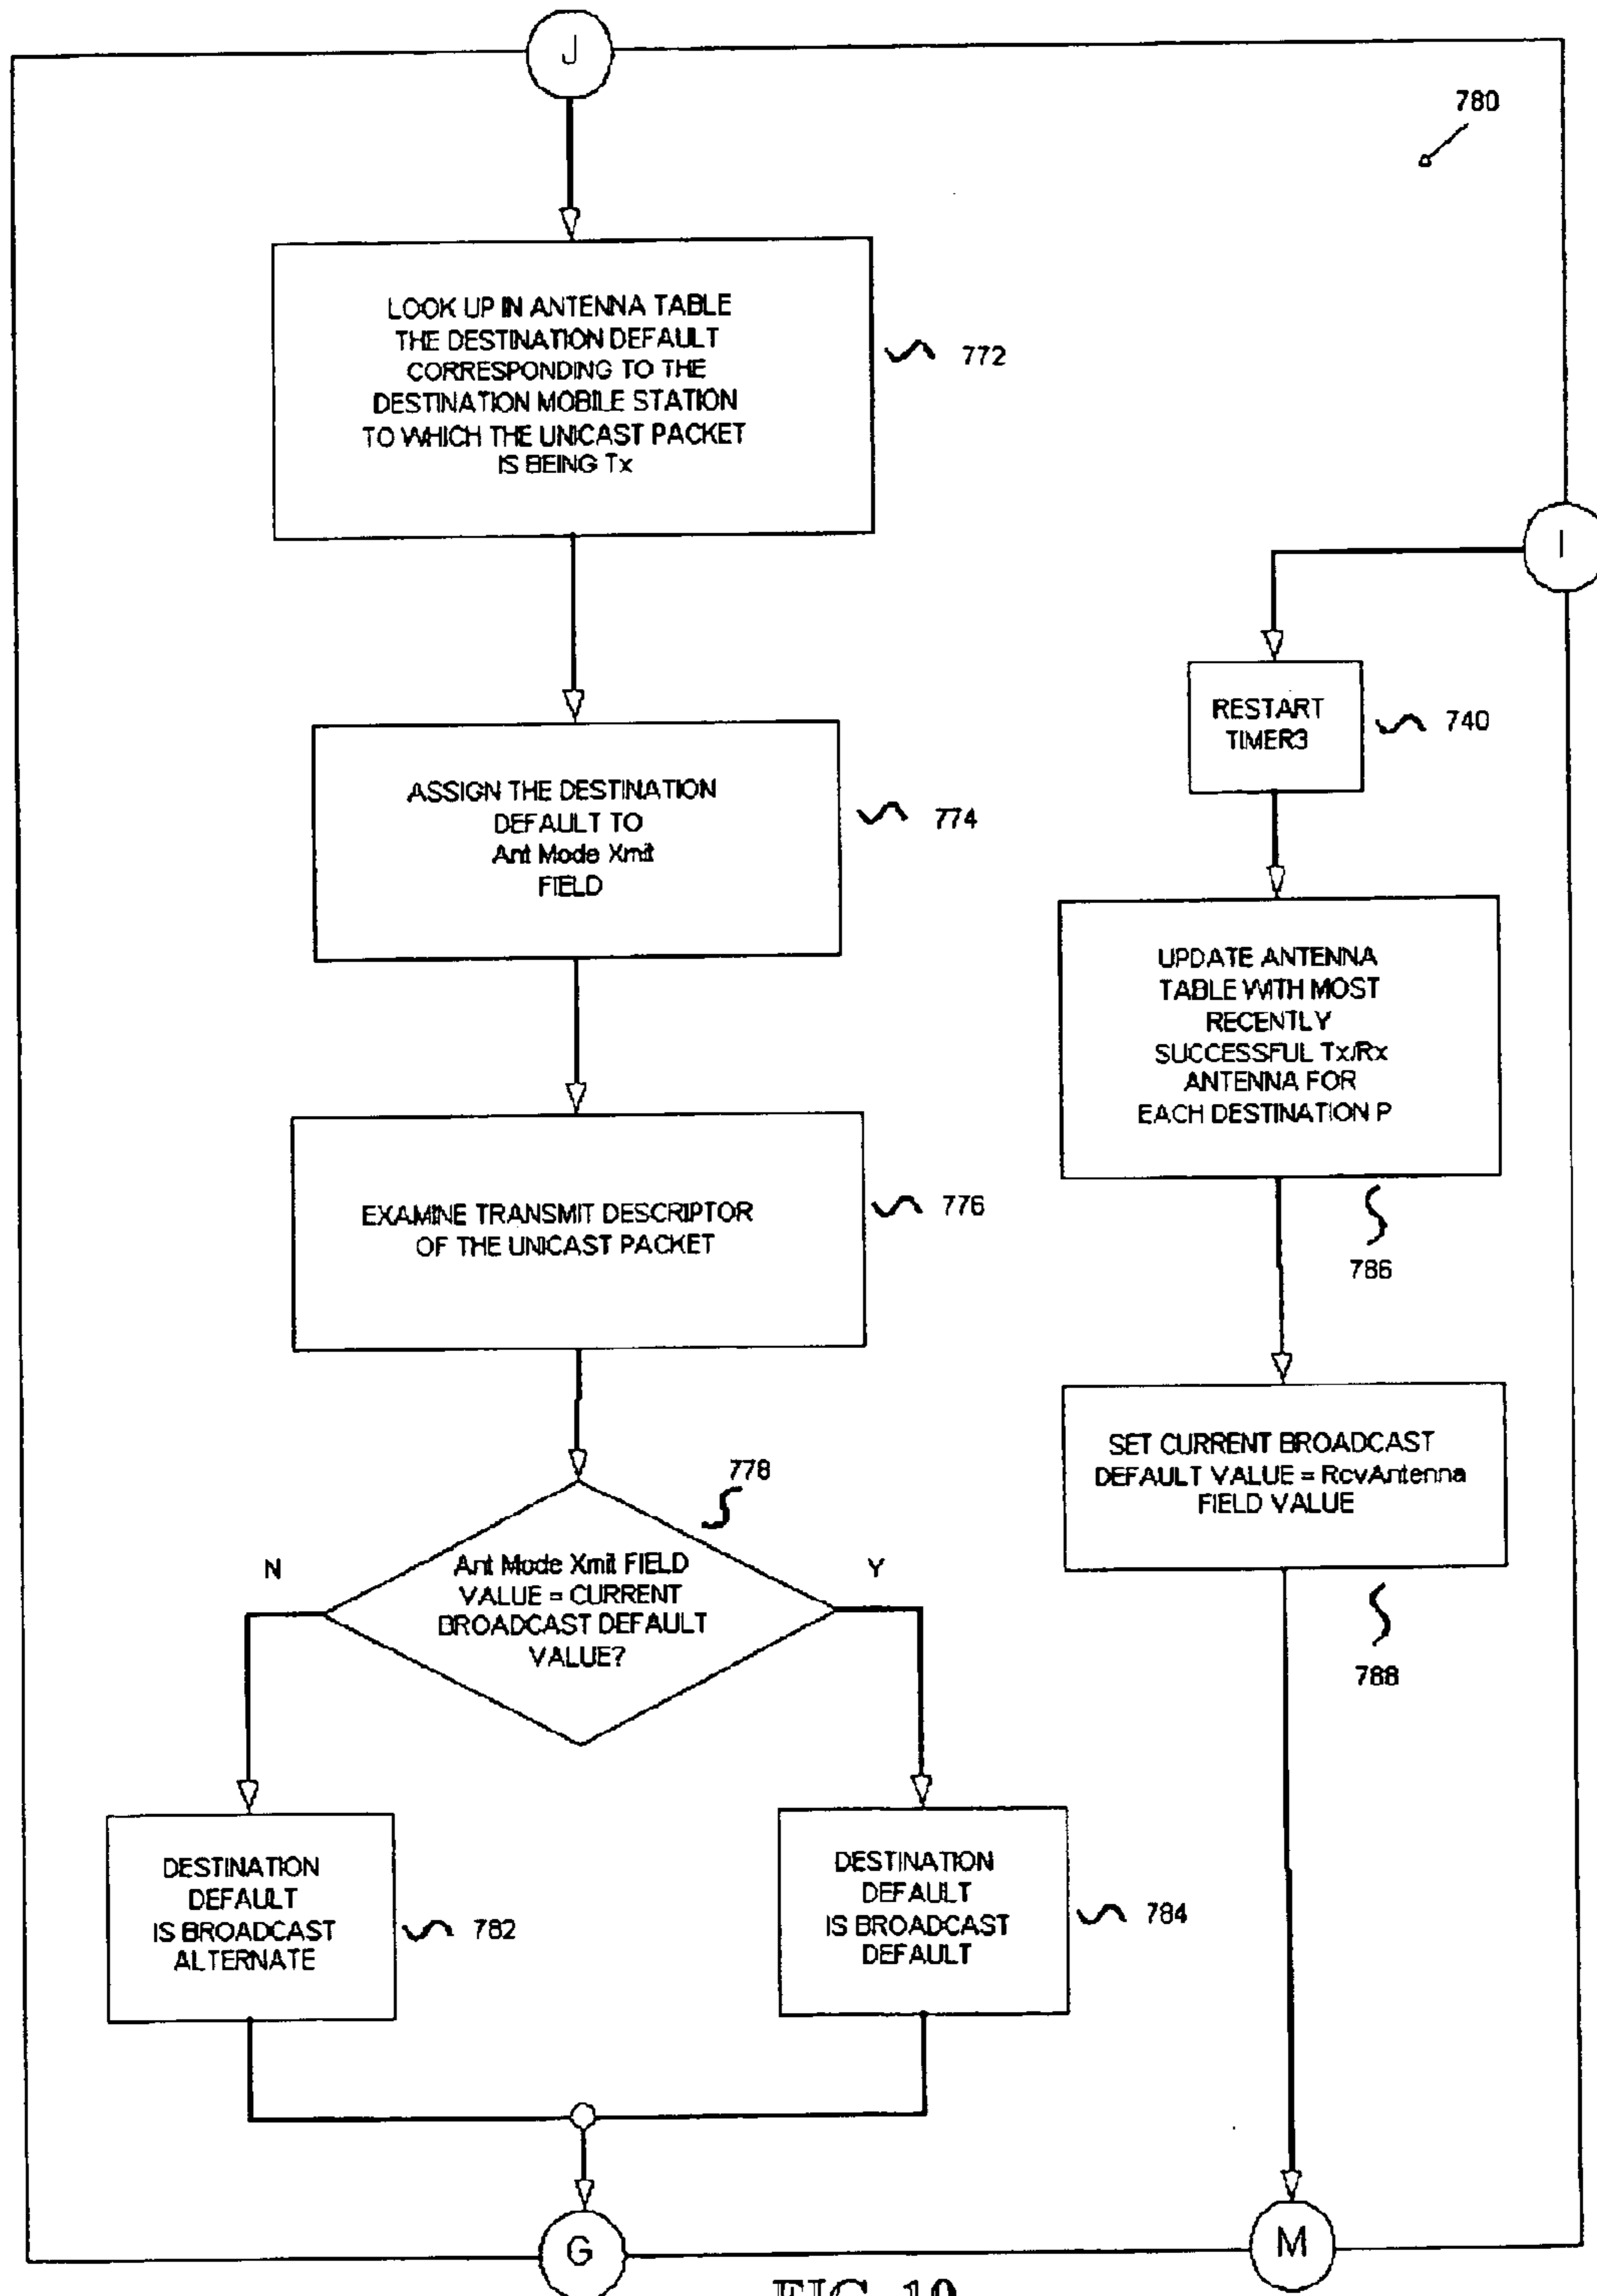 J
780
LOOK UP IN ANTENNA TABLE
THE DESTINATION DEFAULT
CORRESPONDING TO THE
DESTINATION MOBILE STATION
TO WHICH THE UNICAST PACKET
IS BEING Tx
772
I
RESTART
TIMER3
740
ASSIGN THE DESTINATION
DEFAULT TO
Ant Mode Xmit
FIELD
774
UPDATE ANTENNA
TABLE WITH MOST
RECENTLY
SUCCESSFUL Tx/Rx
ANTENNA FOR
EACH DESTINATION P
786
EXAMINE TRANSMIT DESCRIPTOR
OF THE UNICAST PACKET
776
SET CURRENT BROADCAST
DEFAULT VALUE = RcvAntenna
FIELD VALUE
788
778
N
Ant Mode Xmit FIELD
VALUE = CURRENT
BROADCAST DEFAULT
VALUE?
Y
DESTINATION
DEFAULT
IS BROADCAST
ALTERNATE
782
DESTINATION
DEFAULT
IS BROADCAST
DEFAULT
784
G
M
FIG. 19